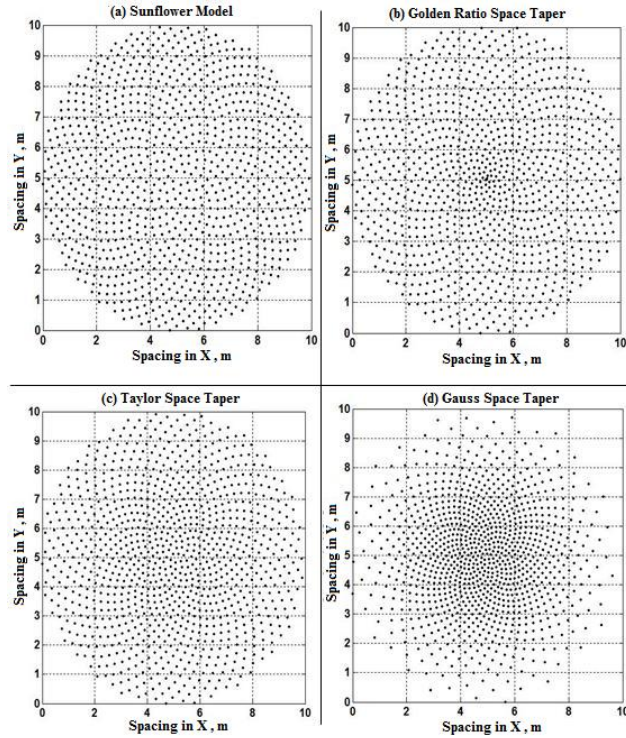 (a) Sunflower Model
10
9
8
7
6
5
4
3
2
1
0
Spacing in Y , m
0 2 4 6 8 10
Spacing in X , m
(b) Golden Ratio Space Taper
10
9
8
7
6
5
4
3
2
1
0
Spacing in Y , m
0 2 4 6 8 10
Spacing in X , m
(c) Taylor Space Taper
10
9
8
7
6
5
4
3
2
1
0
Spacing in Y , m
0 2 4 6 8 10
Spacing in X , m
(d) Gauss Space Taper
10
9
8
7
6
5
4
3
2
1
0
Spacing in Y , m
0 2 4 6 8 10
Spacing in X , m